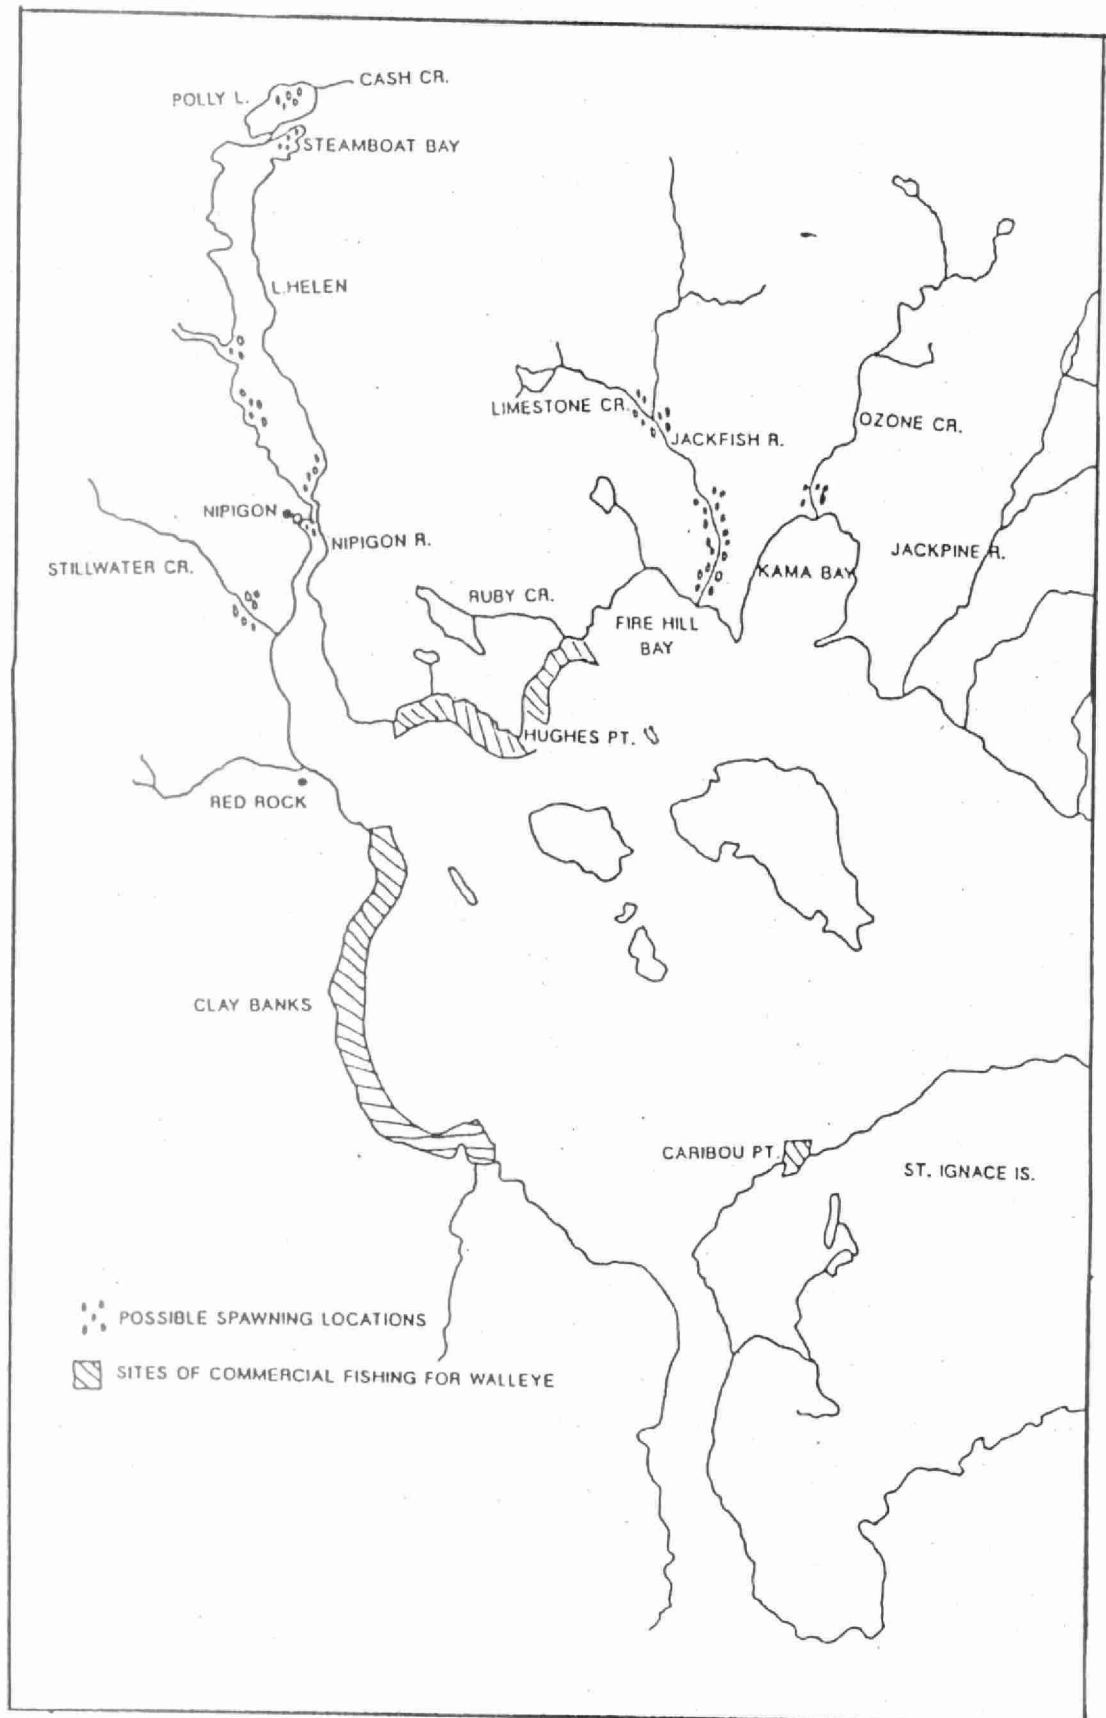 CASH CR.
POLLY L.
STEAMBOAT BAY
L.HELEN
LIMESTONE CR.
JACKFISH R.
OZONE CR.
NIPIGON
NIPIGON R.
STILLWATER CR.
JACKPINE R.
KAMA BAY
RUBY CR.
FIRE HILL
BAY
HUGHES PT.
RED ROCK
CLAY BANKS
CARIBOU PT.
ST. IGNACE IS.
POSSIBLE SPAWNING LOCATIONS
SITES OF COMMERCIAL FISHING FOR WALLEYE